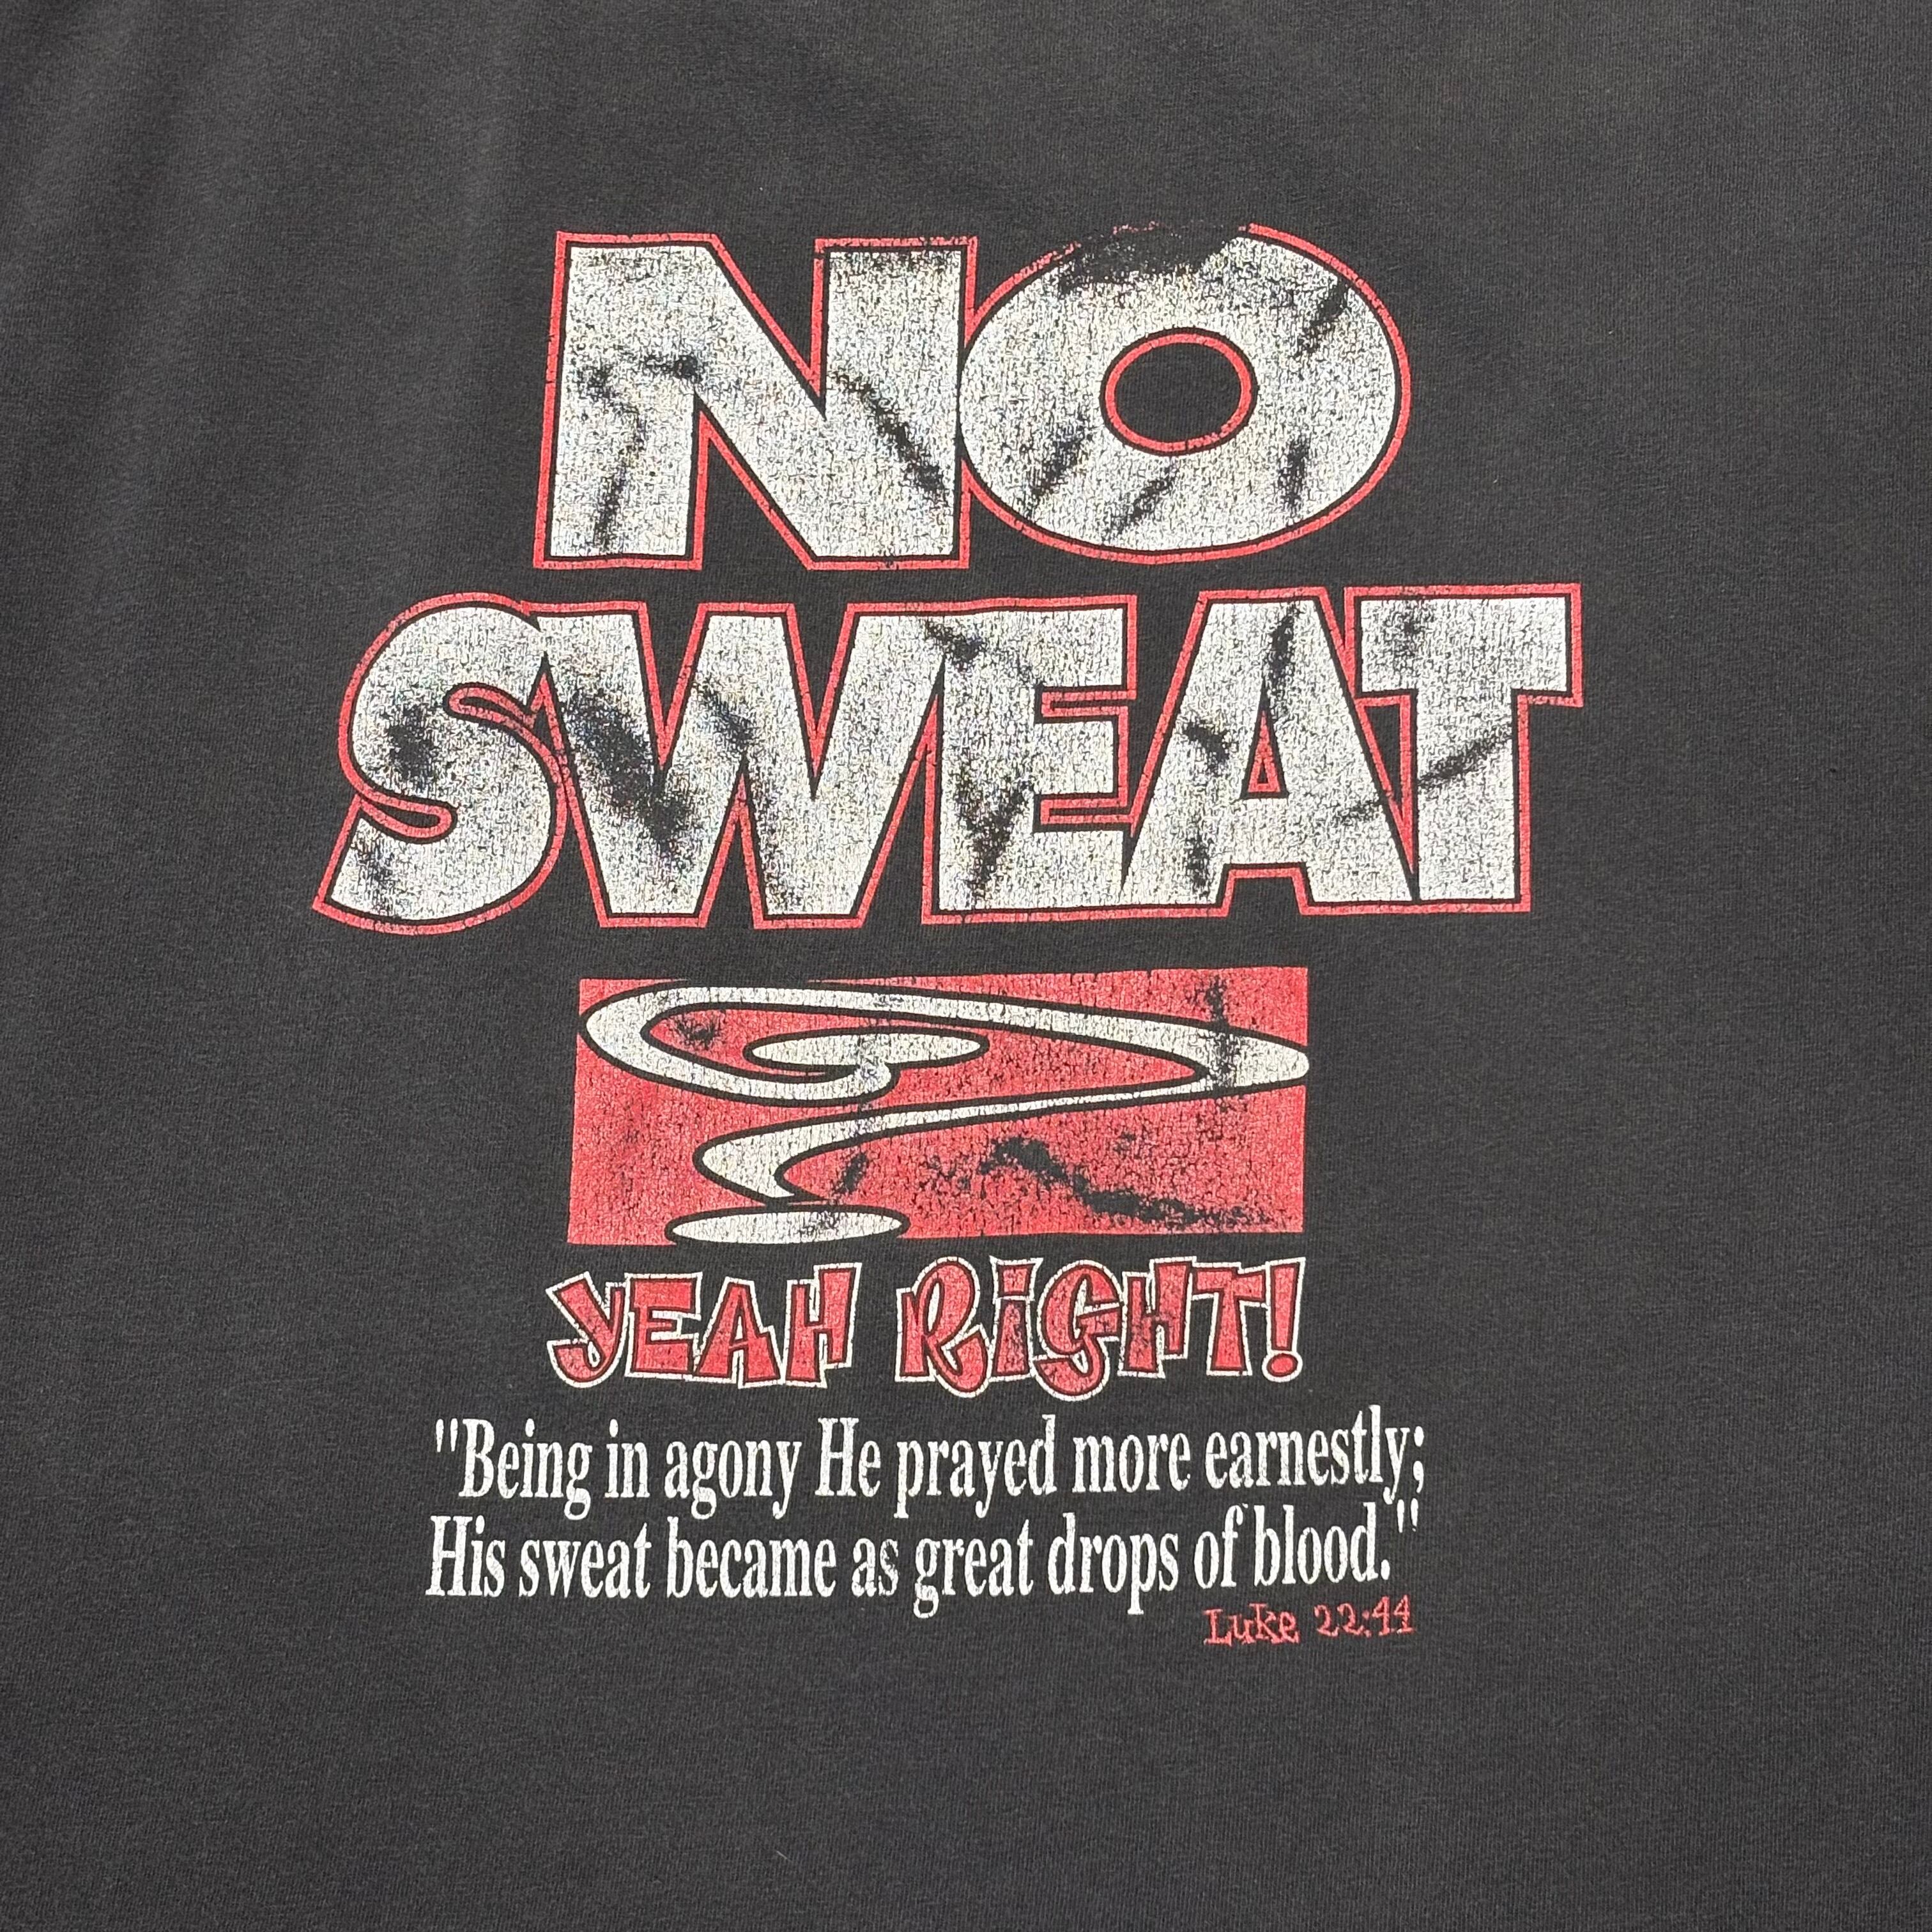 NO
SWEAT
?
YEAH RiGHT!
"Being in agony He prayed more earnestly;
His sweat became as great drops of blood."
Luke 22:44